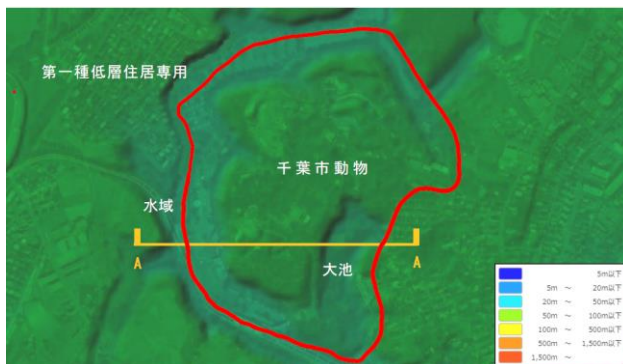 第一種低層住居専用
千葉市動物
水域
A
A
大池
5m以下
5m ～ 20m以下
20m ～ 50m以下
50m ～ 100m以下
100m ～ 500m以下
500m ～ 1,500m以下
1,500m ～